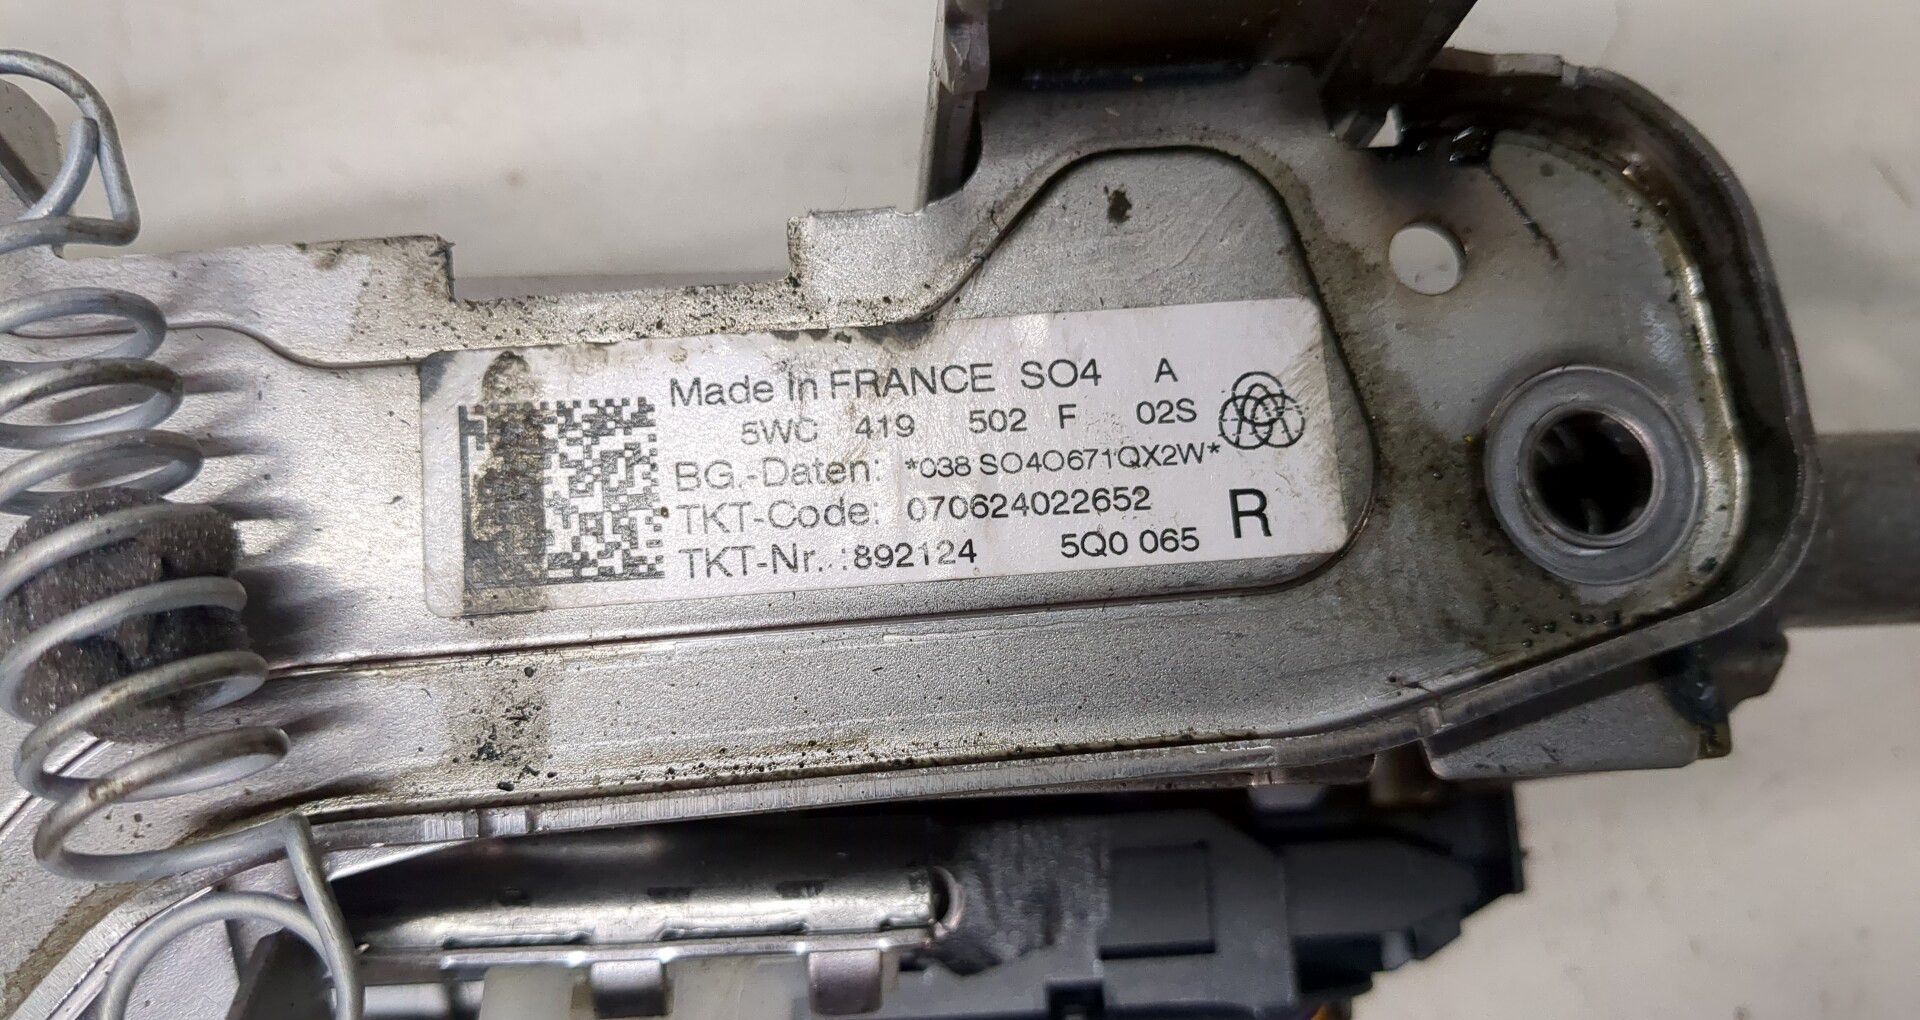 Made in FRANCE SO4 A
5WC 419 502 F 02S
BG.-Daten: *038 SO4O671QX2W*
TKT-Code: 070624022652
TKT-Nr..:892124 5Q0 065 R